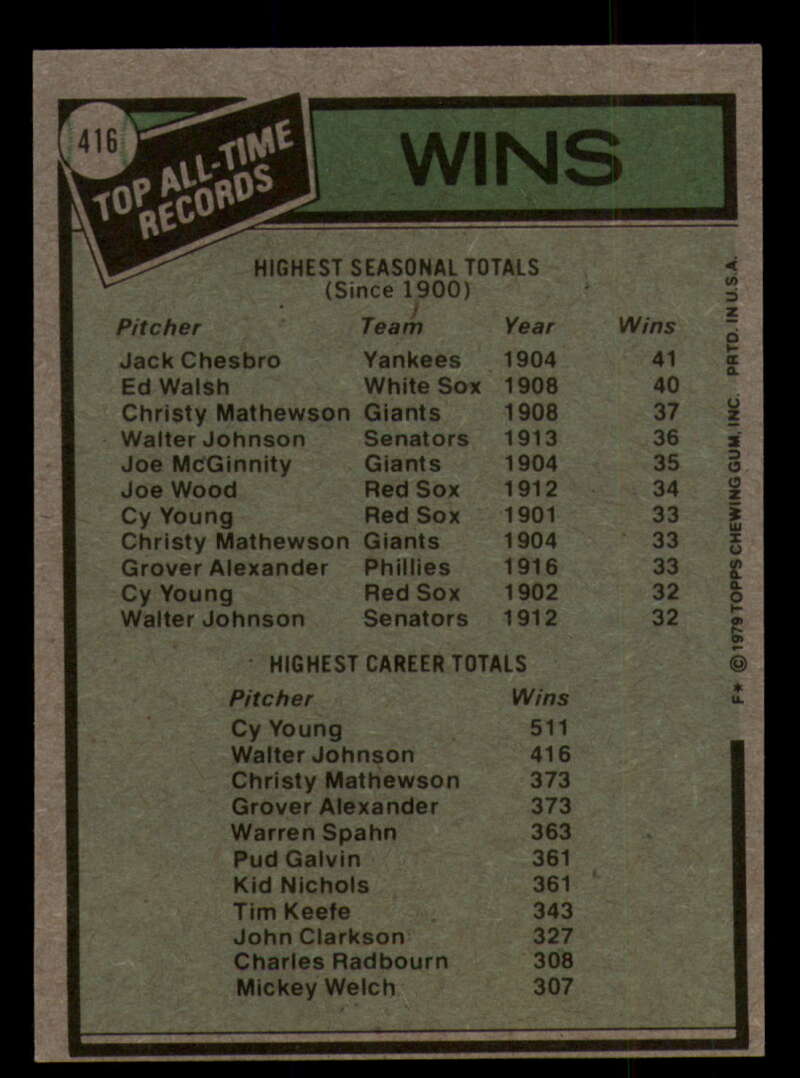 416
TOP ALL-TIME
RECORDS
WINS
HIGHEST SEASONAL TOTALS
(Since 1900)
Pitcher Team Year Wins
Jack Chesbro Yankees 1904 41
Ed Walsh White Sox 1908 40
Christy Mathewson Giants 1908 37
Walter Johnson Senators 1913 36
Joe McGinnity Giants 1904 35
Joe Wood Red Sox 1912 34
Cy Young Red Sox 1901 33
Christy Mathewson Giants 1904 33
Grover Alexander Phillies 1916 33
Cy Young Red Sox 1902 32
Walter Johnson Senators 1912 32
HIGHEST CAREER TOTALS
Pitcher Wins
Cy Young 511
Walter Johnson 416
Christy Mathewson 373
Grover Alexander 373
Warren Spahn 363
Pud Galvin 361
Kid Nichols 361
Tim Keefe 343
John Clarkson 327
Charles Radbourn 308
Mickey Welch 307
F* © 1979 TOPPS CHEWING GUM, INC. PRTD. IN U.S.A.